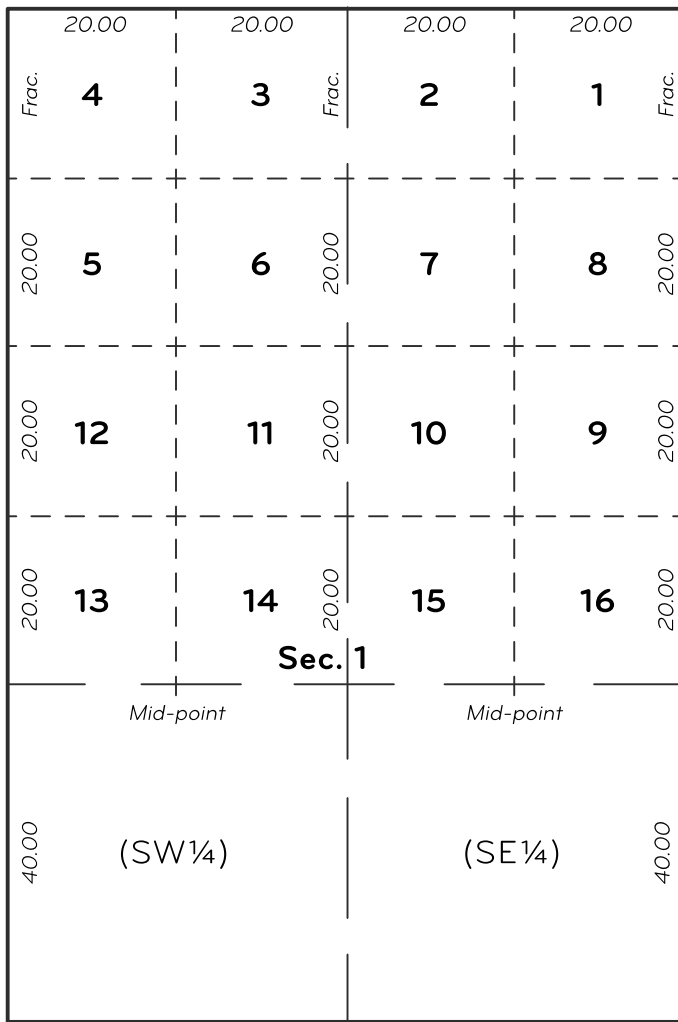 20.00 20.00 20.00 20.00
Frac. 4 3 Frac. 2 1 Frac.
20.00 5 6 20.00 7 8 20.00
20.00 12 11 20.00 10 9 20.00
20.00 13 14 20.00 15 16 20.00
Sec. 1
Mid-point Mid-point
40.00 (SW¼) (SE¼) 40.00